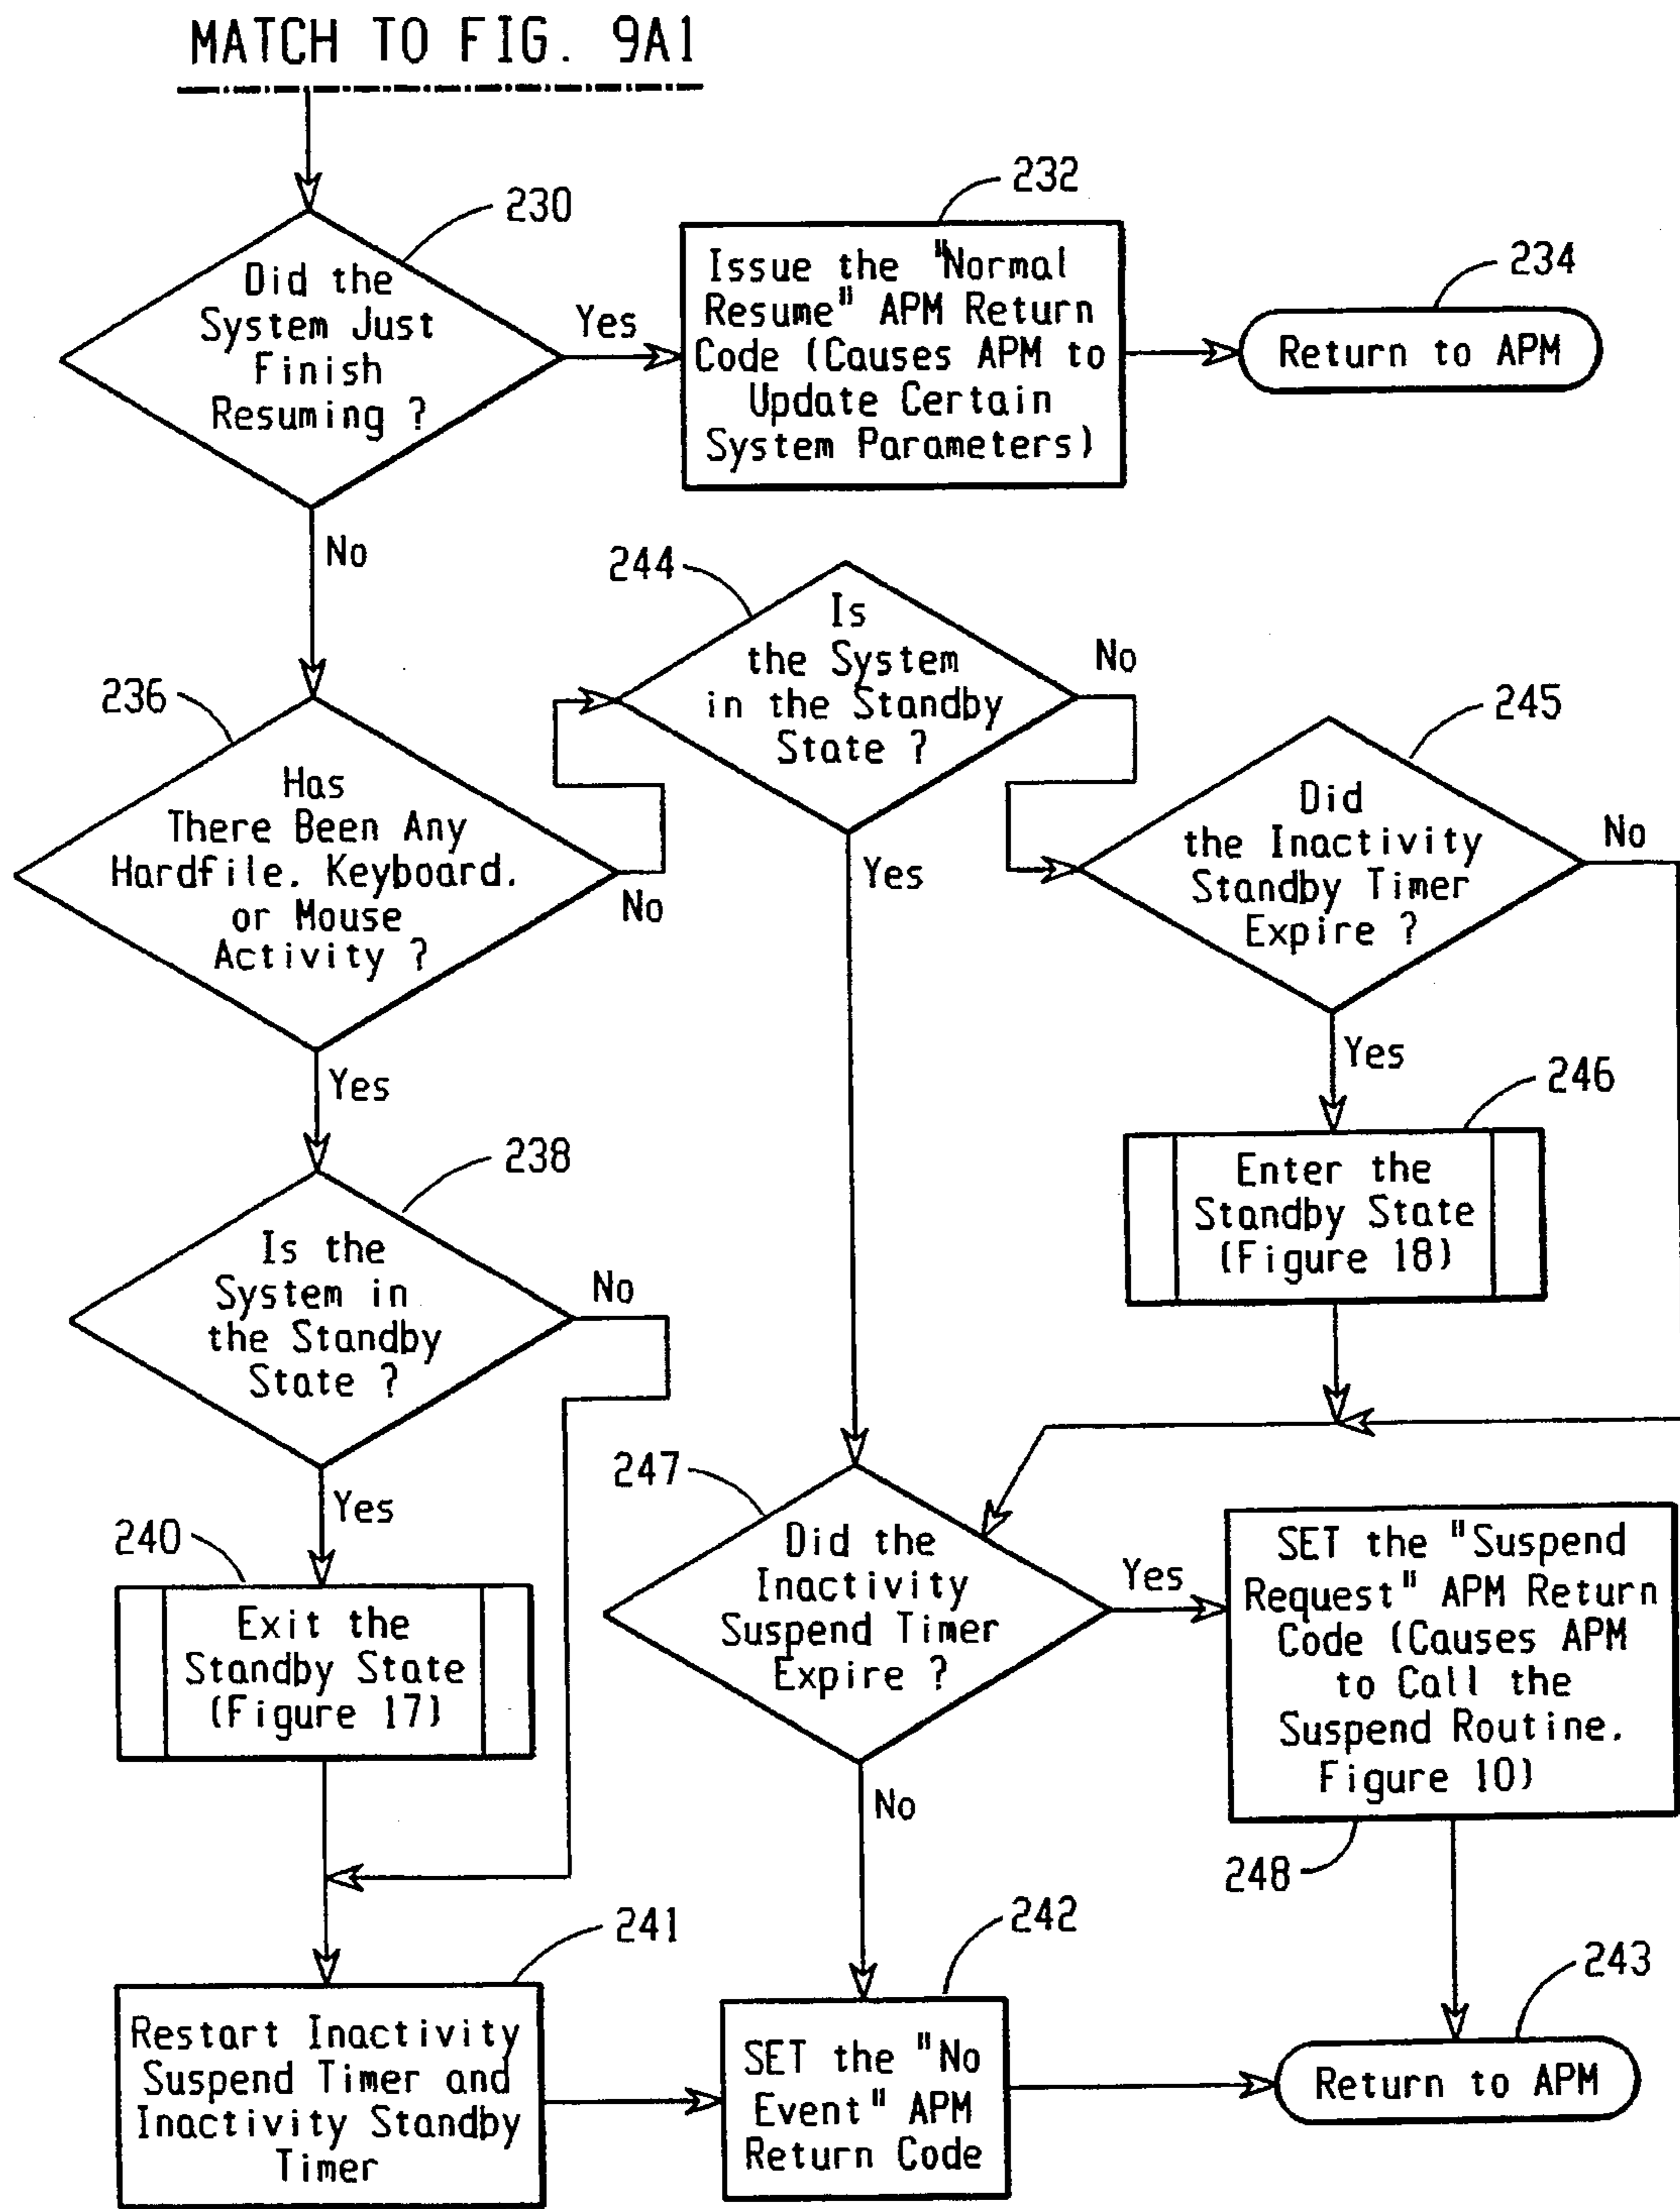 MATCH TO FIG. 9A1
230
Did the
System Just
Finish
Resuming ?
Yes
No
232
Issue the "Normal
Resume" APM Return
Code (Causes APM to
Update Certain
System Parameters)
234
Return to APM
236
Has
There Been Any
Hardfile. Keyboard.
or Mouse
Activity ?
No
Yes
244
Is
the System
in the Standby
State ?
No
Yes
245
Did
the Inactivity
Standby Timer
Expire ?
No
Yes
246
Enter the
Standby State
(Figure 18)
238
Is the
System in
the Standby
State ?
No
Yes
240
Exit the
Standby State
(Figure 17)
247
Did the
Inactivity
Suspend Timer
Expire ?
Yes
No
SET the "Suspend
Request" APM Return
Code (Causes APM
to Call the
Suspend Routine.
Figure 10)
248
241
Restart Inactivity
Suspend Timer and
Inactivity Standby
Timer
242
SET the "No
Event" APM
Return Code
243
Return to APM